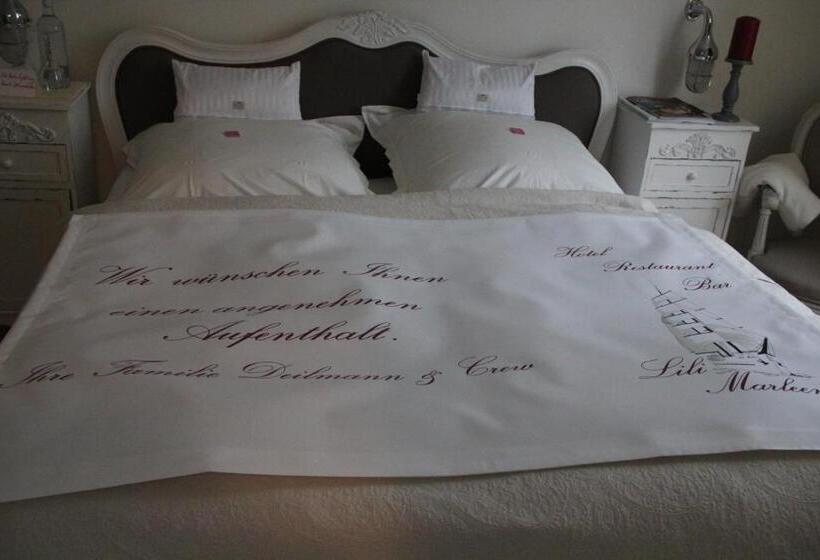 Wir wünschen Ihnen
einen angenehmen
Aufenthalt.
Ihre Familie Deilmann & Crew
Hotel
Restaurant
Bar
Lili
Marleen